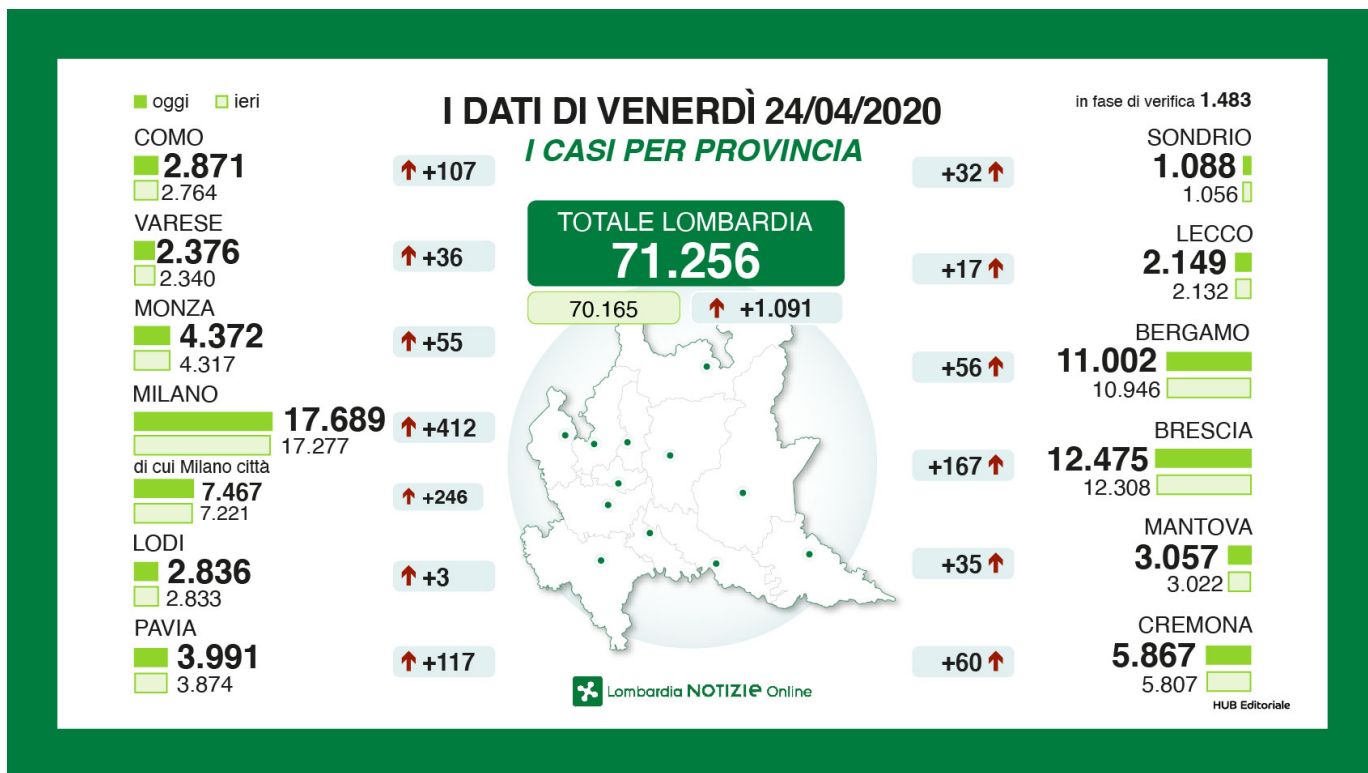 oggi ieri
I DATI DI VENERDÌ 24/04/2020
I CASI PER PROVINCIA
in fase di verifica 1.483
COMO
2.871
2.764
+107
VARESE
2.376
2.340
+36
MONZA
4.372
4.317
+55
MILANO
17.689
17.277
+412
di cui Milano città
7.467
7.221
+246
LODI
2.836
2.833
+3
PAVIA
3.991
3.874
+117
TOTALE LOMBARDIA
71.256
70.165
+1.091
SONDRIO
+32
1.088
1.056
LECCO
+17
2.149
2.132
BERGAMO
+56
11.002
10.946
BRESCIA
+167
12.475
12.308
MANTOVA
+35
3.057
3.022
CREMONA
+60
5.867
5.807
Lombardia NOTIZIE Online
HUB Editoriale